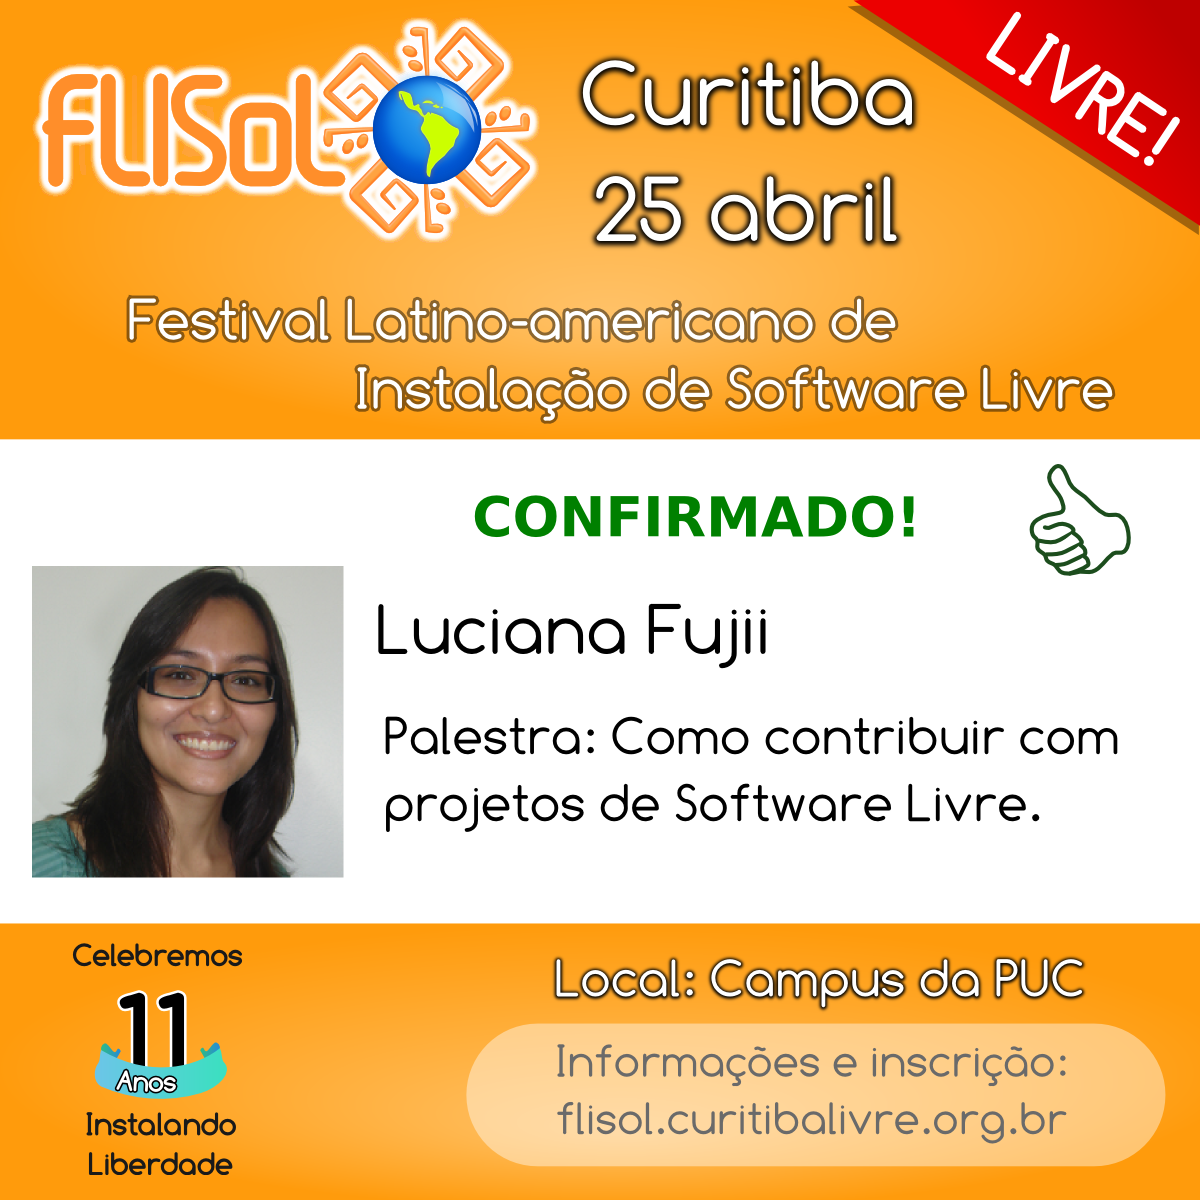 fLISol
Curitiba
25 abril
LIVRE!
Festival Latino-americano de
Instalação de Software Livre
CONFIRMADO!
Luciana Fujii
Palestra: Como contribuir com
projetos de Software Livre.
Celebremos
11
Anos
Instalando
Liberdade
Local: Campus da PUC
Informações e inscrição:
flisol.curitibalivre.org.br